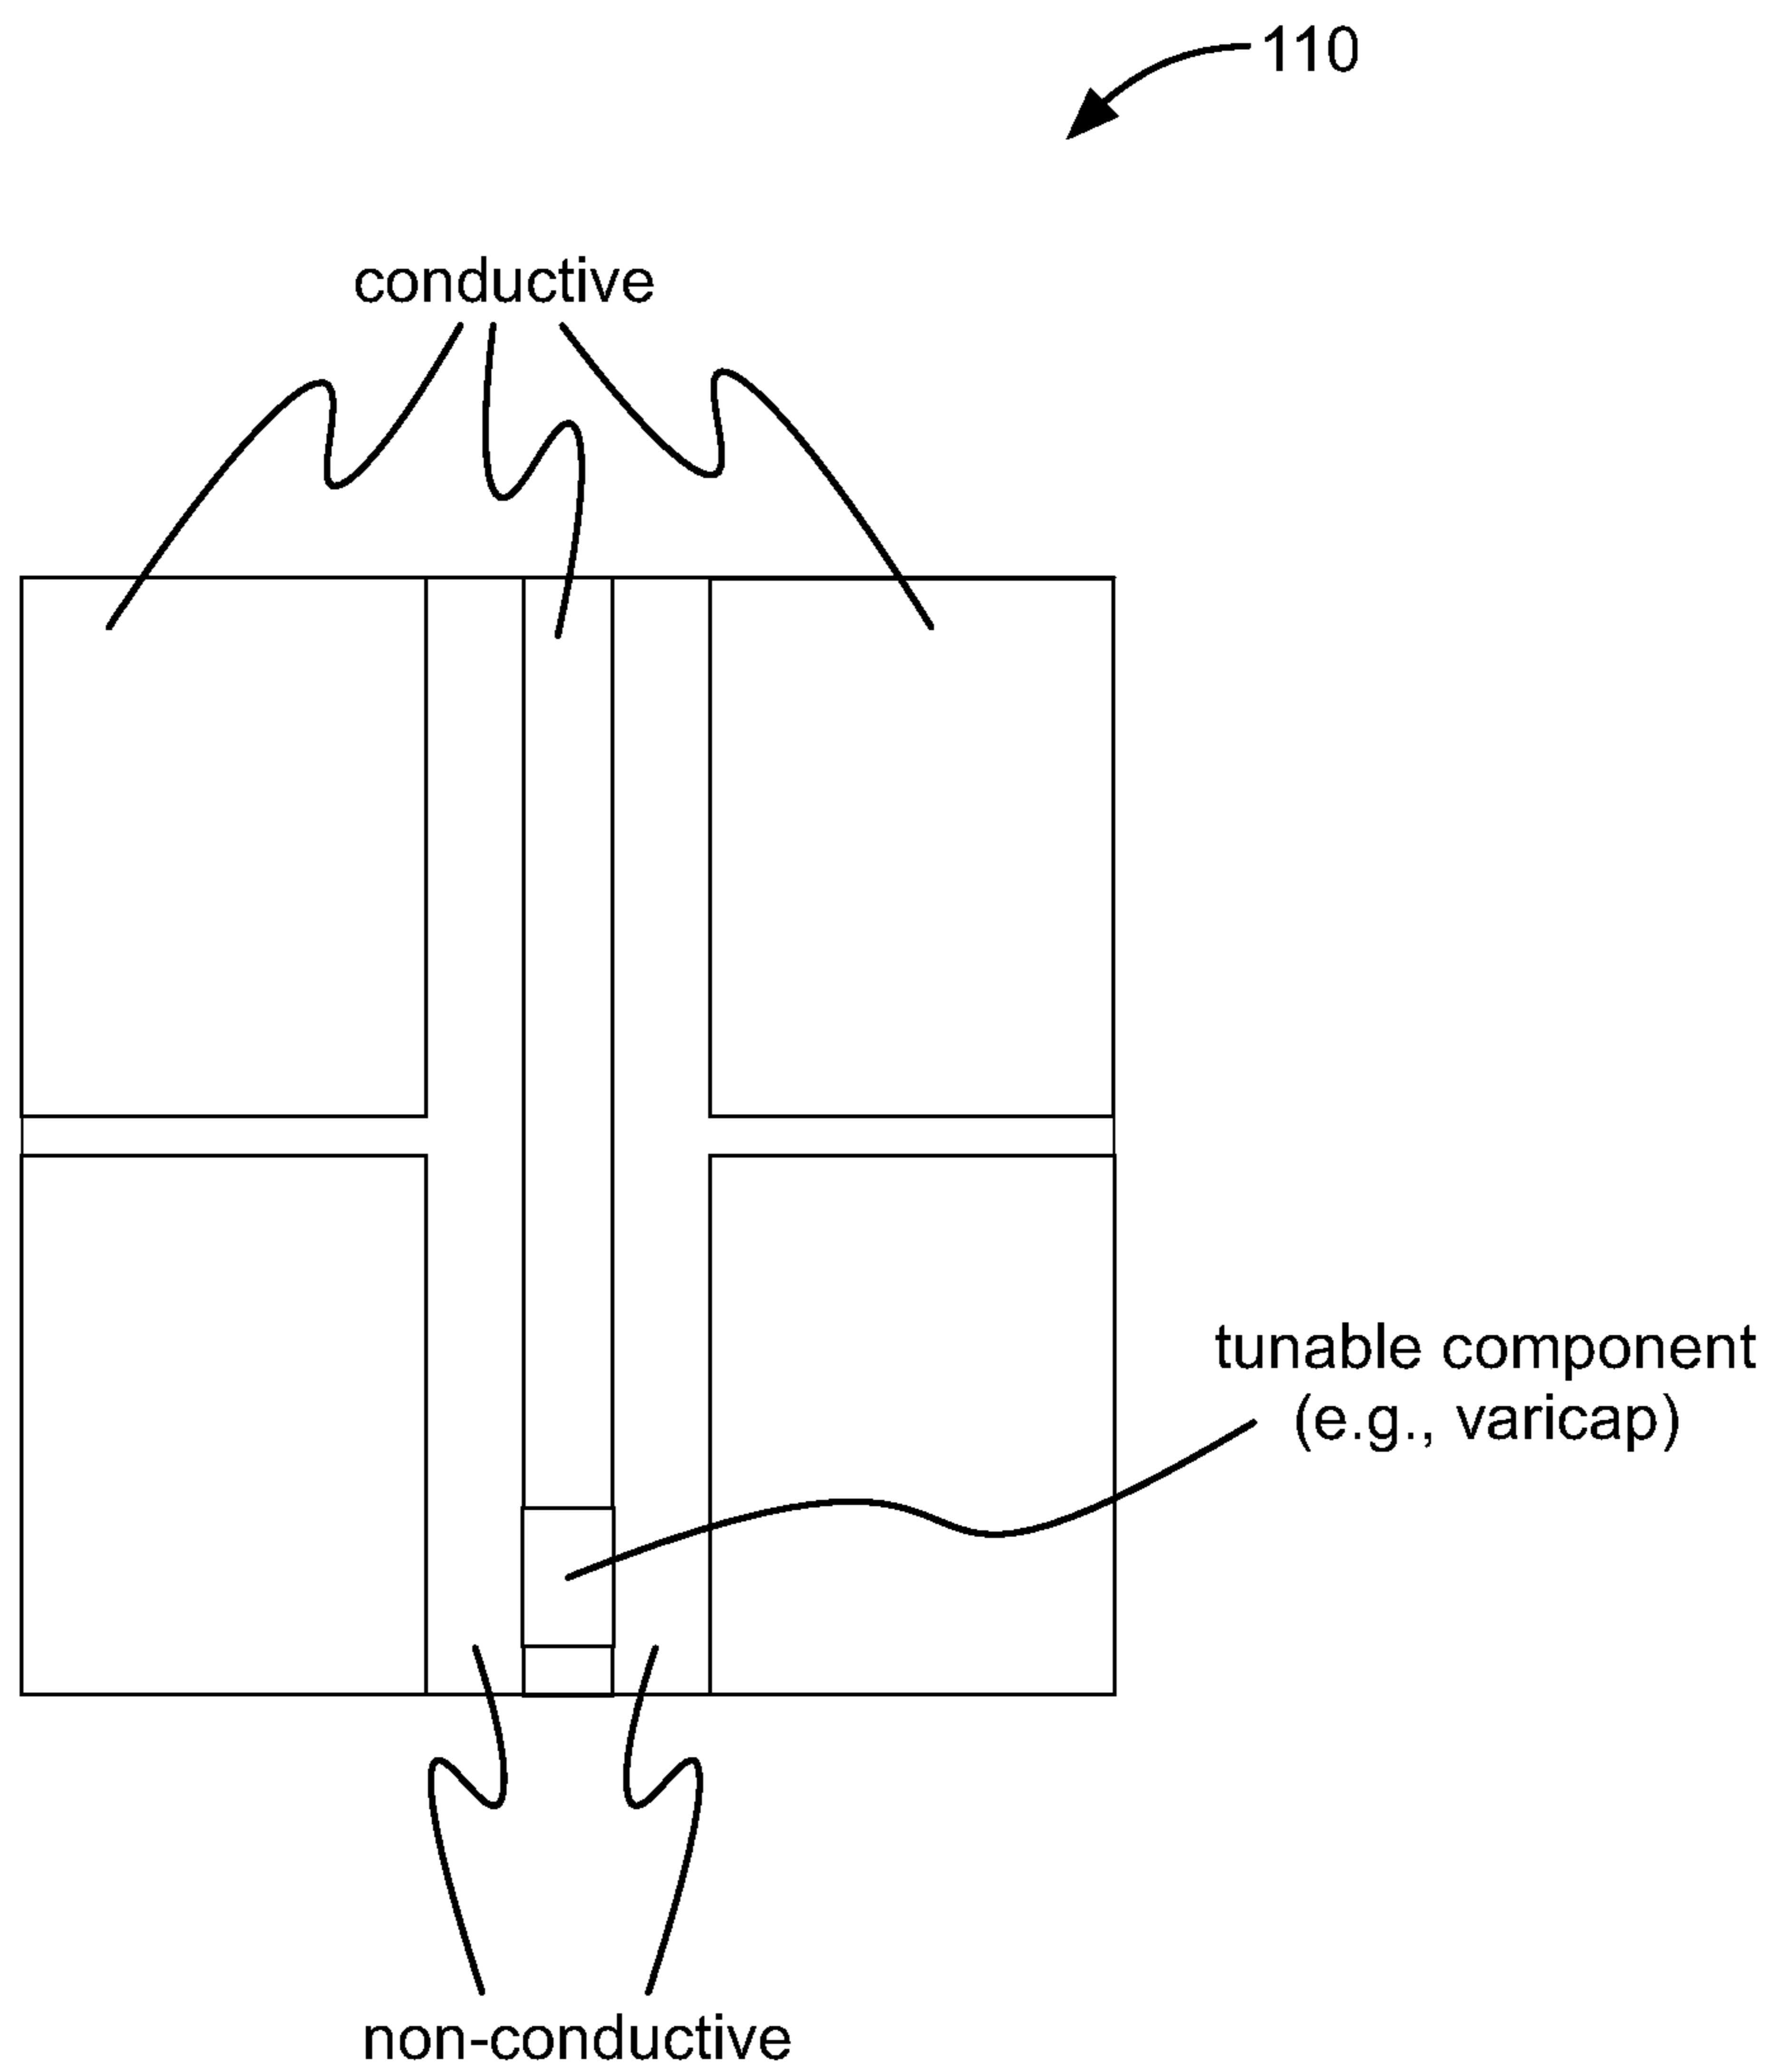 110
conductive
tunable component
(e.g., varicap)
non-conductive